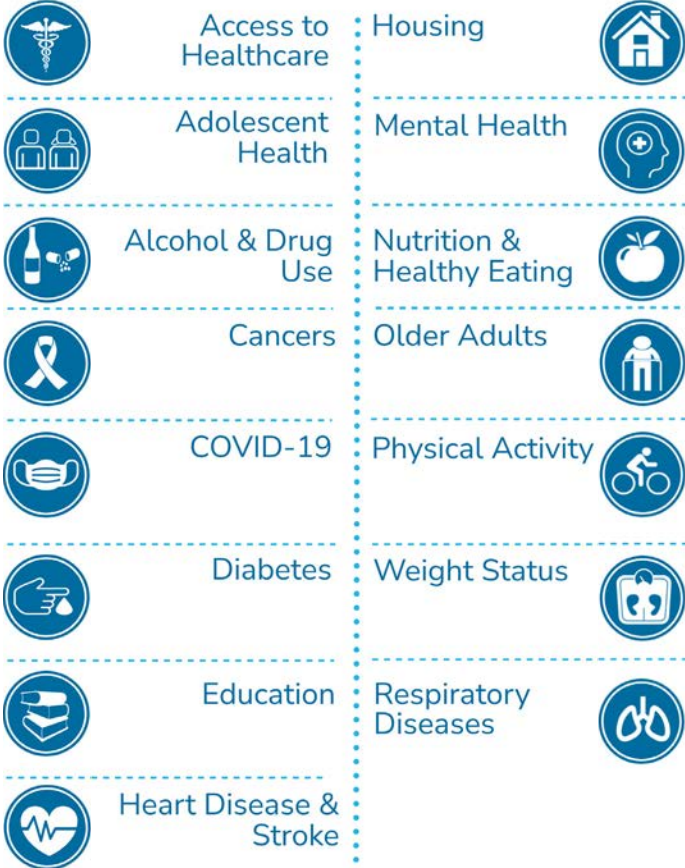 Access to
Healthcare
Adolescent
Health
Alcohol & Drug
Use
Cancers
COVID-19
Diabetes
Education
Heart Disease &
Stroke
Housing
Mental Health
Nutrition &
Healthy Eating
Older Adults
Physical Activity
Weight Status
Respiratory
Diseases